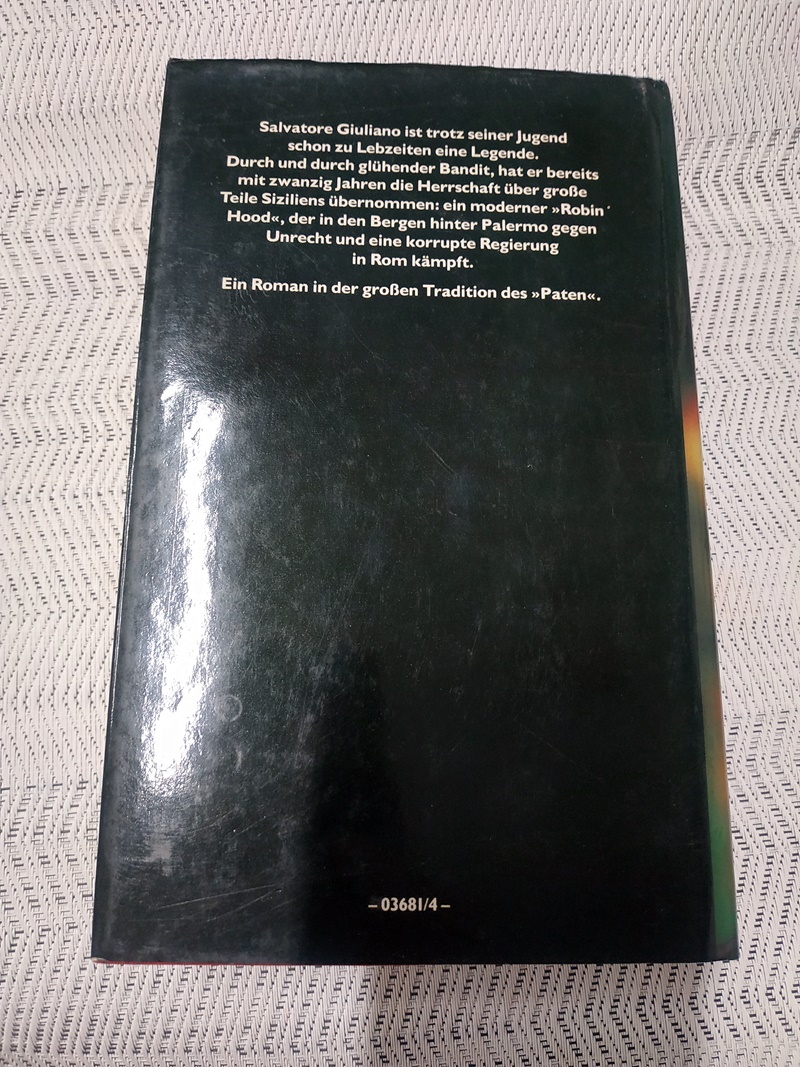 Salvatore Giuliano ist trotz seiner Jugend
schon zu Lebzeiten eine Legende.
Durch und durch glühender Bandit, hat er bereits
mit zwanzig Jahren die Herrschaft über große
Teile Siziliens übernommen: ein moderner »Robin
Hood«, der in den Bergen hinter Palermo gegen
Unrecht und eine korrupte Regierung
in Rom kämpft.
Ein Roman in der großen Tradition des »Paten«.
– 03681/4 –